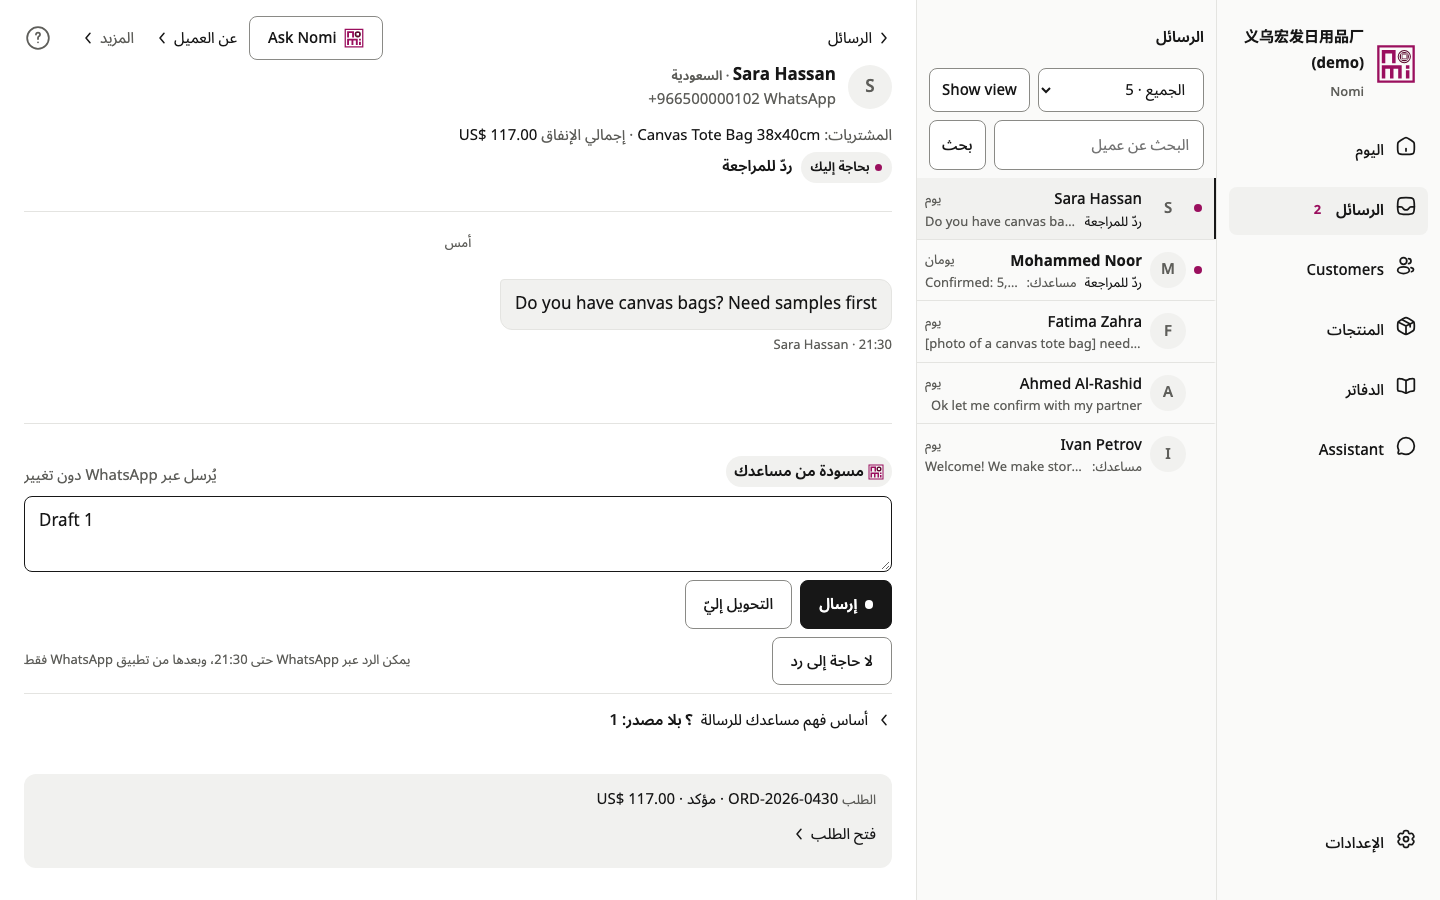 义乌宏发日用品厂
(demo)
Nomi
اليوم
الرسائل 2
Customers
المنتجات
الدفاتر
Assistant
الإعدادات
الرسائل
الجميع · 5
Show view
البحث عن عميل
بحث
S
Sara Hassan
يوم
ردّ للمراجعة Do you have canvas ba...
M
Mohammed Noor
يومان
ردّ للمراجعة مساعدك: Confirmed: 5,...
F
Fatima Zahra
يوم
[photo of a canvas tote bag] need...
A
Ahmed Al-Rashid
يوم
Ok let me confirm with my partner
I
Ivan Petrov
يوم
مساعدك: Welcome! We make stor...
الرسائل
Ask Nomi
عن العميل
المزيد
?
S
Sara Hassan · السعودية
+966500000102 WhatsApp
المشتريات: Canvas Tote Bag 38x40cm · إجمالي الإنفاق US$ 117.00
بحاجة إليك ردّ للمراجعة
أمس
Do you have canvas bags? Need samples first
Sara Hassan · 21:30
مسودة من مساعدك
يُرسل عبر WhatsApp دون تغيير
Draft 1
إرسال
التحويل إليّ
لا حاجة إلى رد
يمكن الرد عبر WhatsApp حتى 21:30، وبعدها من تطبيق WhatsApp فقط
أساس فهم مساعدك للرسالة ؟ بلا مصدر: 1
الطلب ORD-2026-0430 · مؤكد · US$ 117.00
فتح الطلب